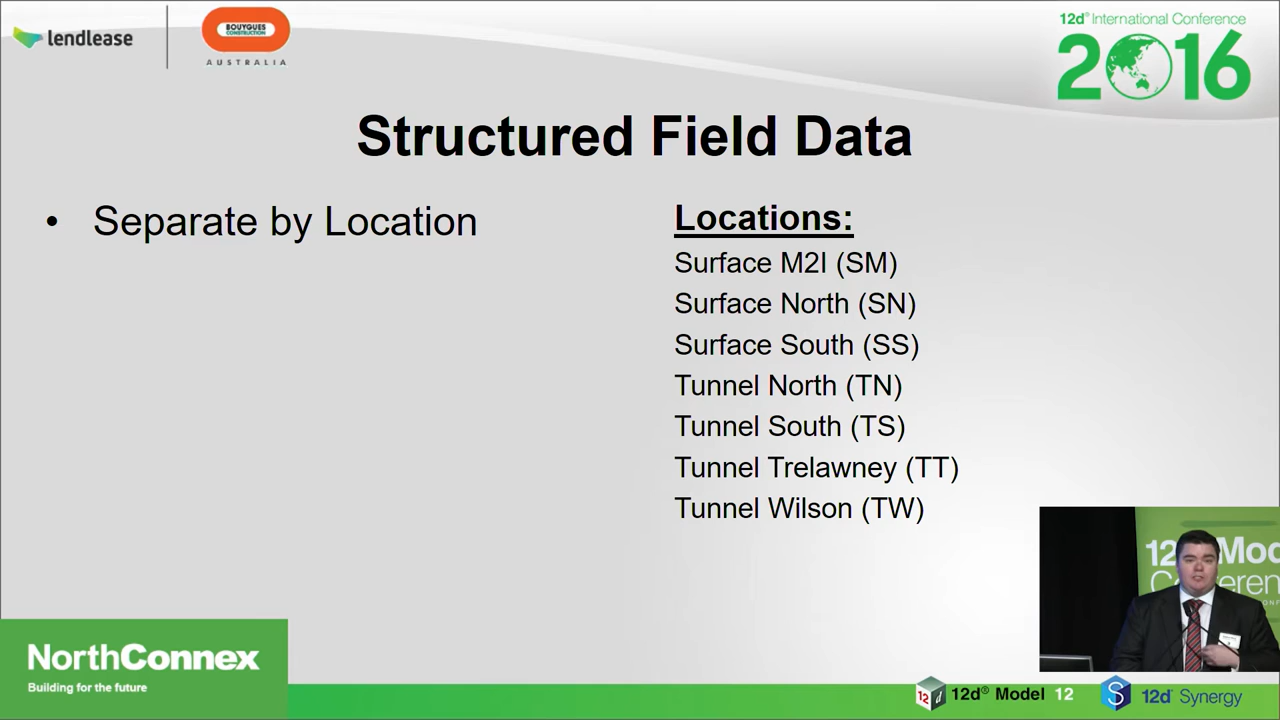 lendlease
BOUYGUES
CONSTRUCTION
AUSTRALIA
12d® International Conference
2016
Structured Field Data
• Separate by Location
Locations:
Surface M2I (SM)
Surface North (SN)
Surface South (SS)
Tunnel North (TN)
Tunnel South (TS)
Tunnel Trelawney (TT)
Tunnel Wilson (TW)
NorthConnex
Building for the future
12d® Model 12
12d® Synergy